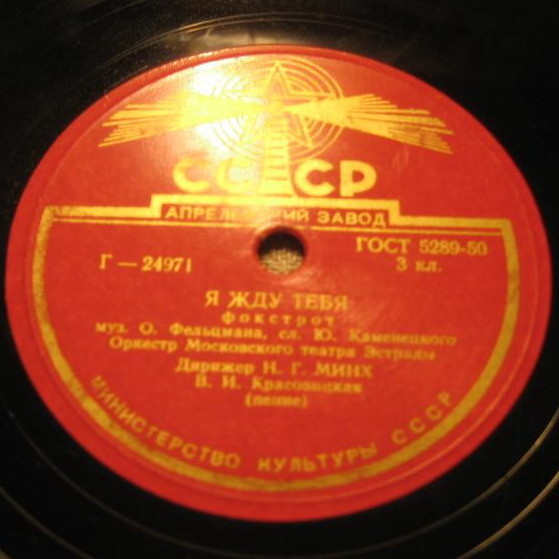 СССР
АПРЕЛЕВСКИЙ ЗАВОД
ГОСТ 5289-50
Г — 24971
3 кл.
Я ЖДУ ТЕБЯ
Фокстрот
муз. О. Фельцмана, сл. Ю. Каменецкого
Оркестр Московского театра Эстрады
Дирижер Н. Г. МИНХ
В. И. Красовицкая
(пение)
МИНИСТЕРСТВО КУЛЬТУРЫ СССР